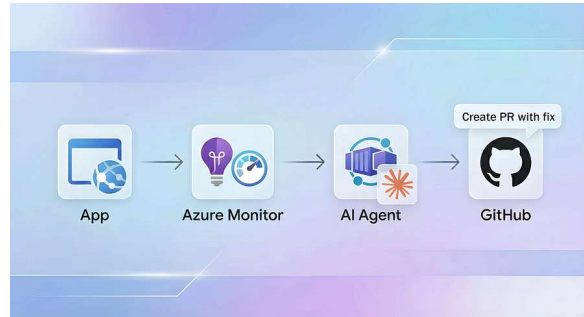 Create PR with fix
App
Azure Monitor
AI Agent
GitHub